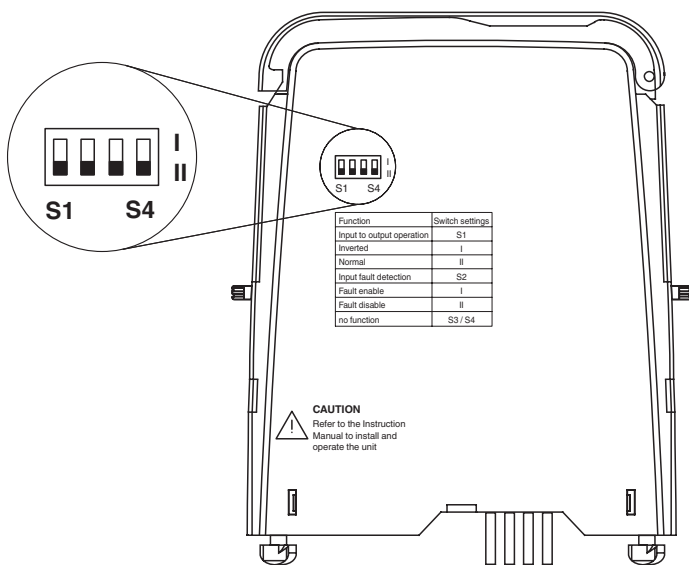 I
II
S1 S4
I
II
S1 S4
Function Switch settings
Input to output operation S1
Inverted I
Normal II
Input fault detection S2
Fault enable I
Fault disable II
no function S3 / S4
CAUTION
Refer to the Instruction
Manual to install and
operate the unit